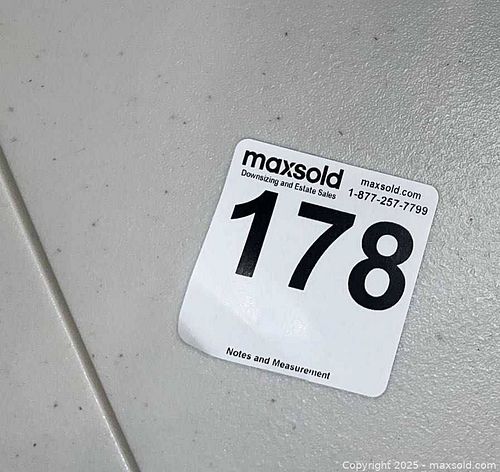 maxsold
Downsizing and Estate Sales
maxsold.com
1-877-257-7799
178
Notes and Measurement
Copyright 2025 - maxsold.com